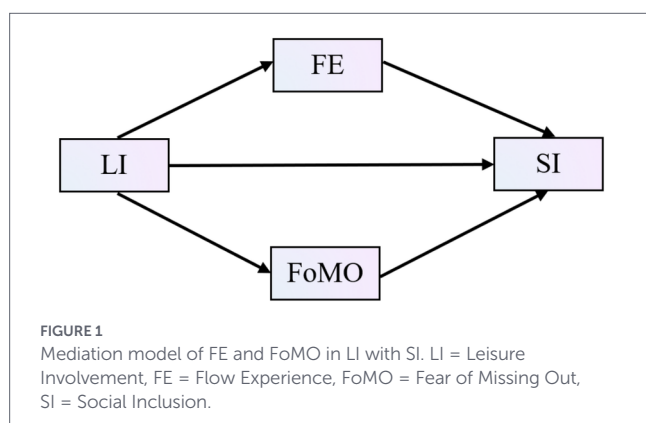 FE
LI
SI
FoMO
FIGURE 1
Mediation model of FE and FoMO in LI with SI. LI = Leisure
Involvement, FE = Flow Experience, FoMO = Fear of Missing Out,
SI = Social Inclusion.